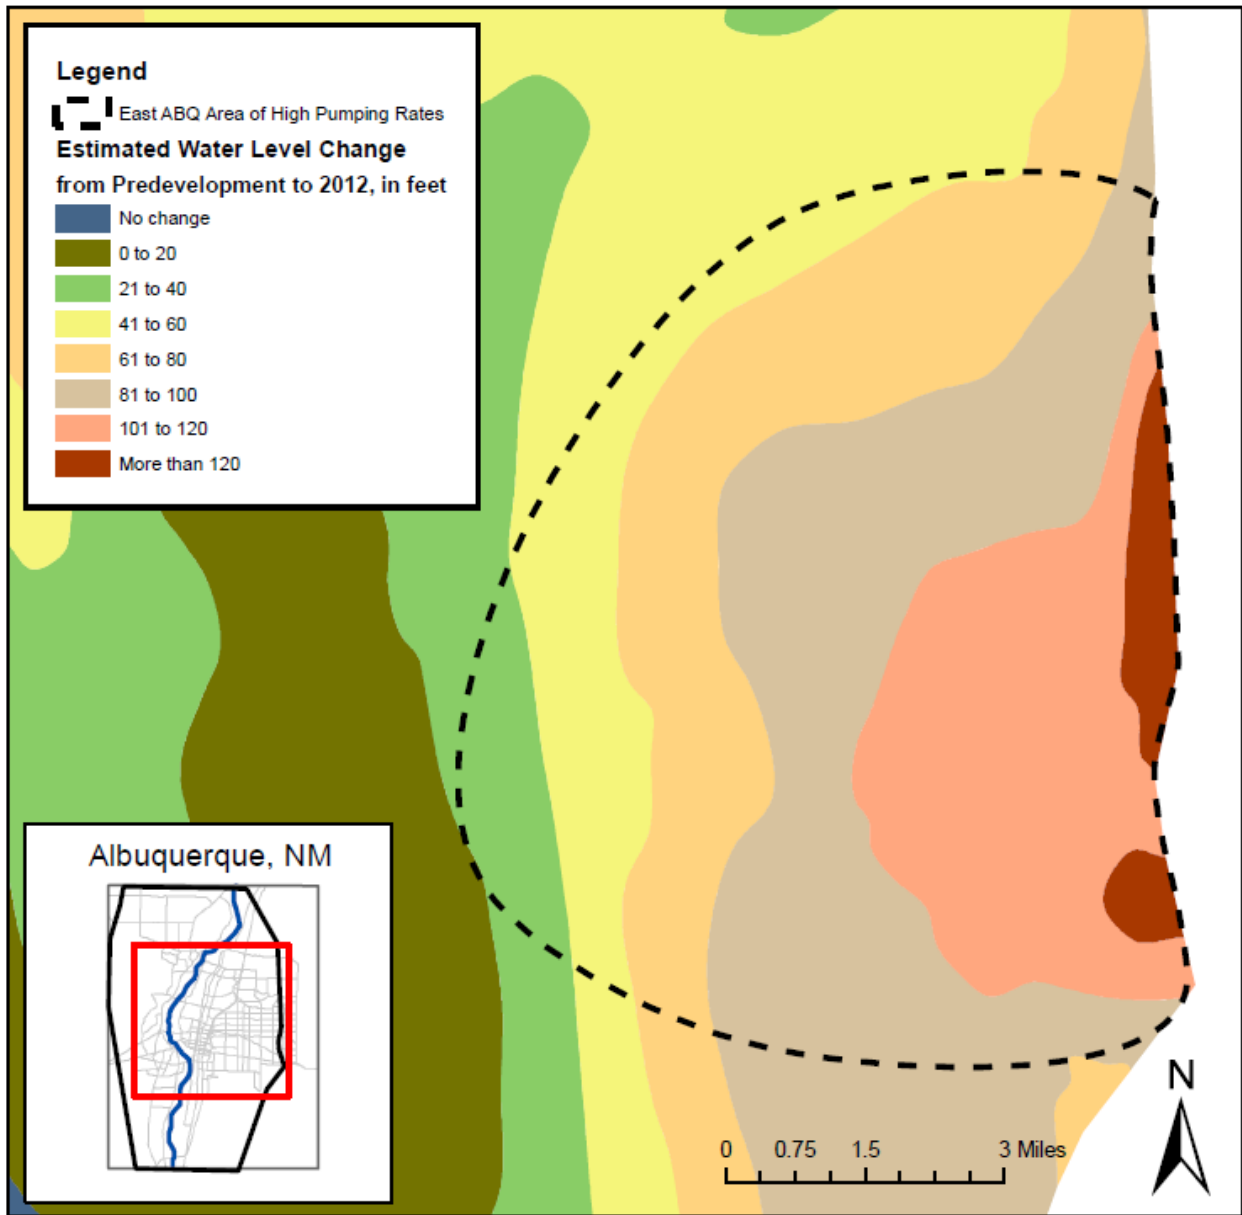 Legend
East ABQ Area of High Pumping Rates
Estimated Water Level Change
from Predevelopment to 2012, in feet
No change
0 to 20
21 to 40
41 to 60
61 to 80
81 to 100
101 to 120
More than 120
Albuquerque, NM
N
0 0.75 1.5 3 Miles